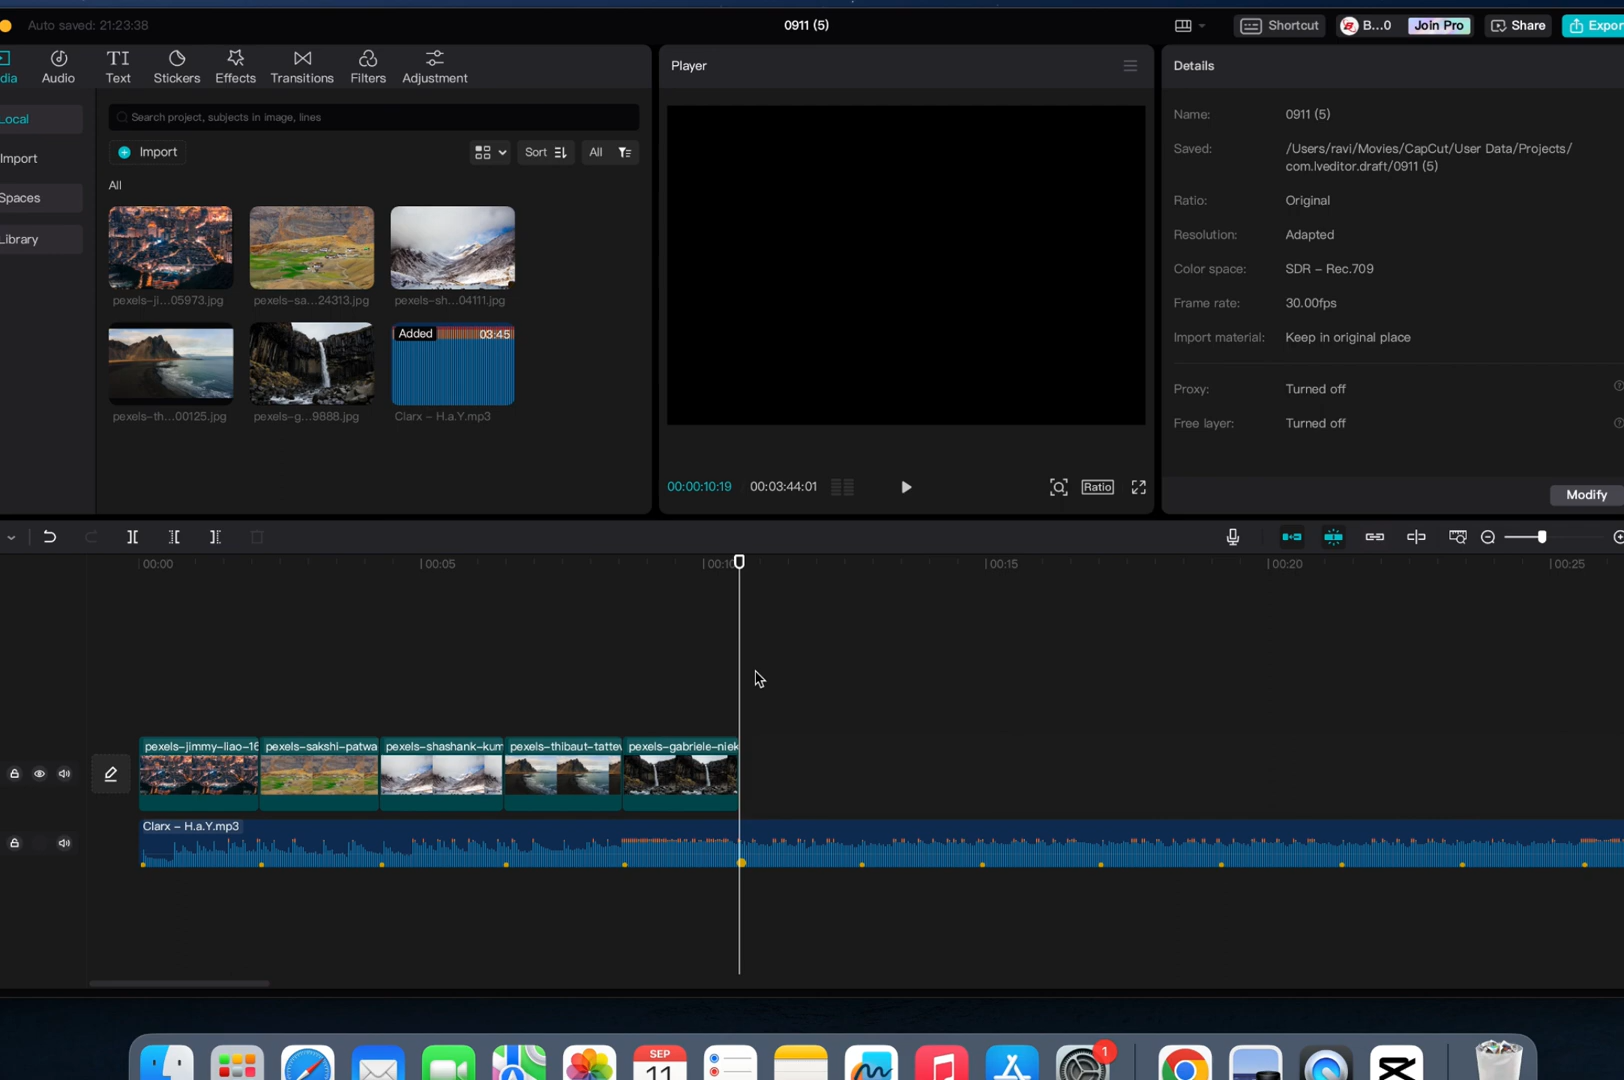 Auto saved: 21:23:38
0911 (5)
Shortcut
B...0
Join Pro
Share
Expor
dia
Audio
Text
Stickers
Effects
Transitions
Filters
Adjustment
Local
Import
Spaces
Library
Search project, subjects in image, lines
Import
Sort
All
All
pexels-ji...05973.jpg
pexels-sa...24313.jpg
pexels-sh...04111.jpg
Added
03:45
pexels-th...00125.jpg
pexels-g...9888.jpg
Clarx – H.a.Y.mp3
Player
00:00:10:19
00:03:44:01
Ratio
Details
Name: 0911 (5)
Saved: /Users/ravi/Movies/CapCut/User Data/Projects/
com.lveditor.draft/0911 (5)
Ratio: Original
Resolution: Adapted
Color space: SDR – Rec.709
Frame rate: 30.00fps
Import material: Keep in original place
Proxy: Turned off
Free layer: Turned off
Modify
00:00
00:05
00:10
00:15
00:20
00:25
pexels-jimmy-liao-16
pexels-sakshi-patwa
pexels-shashank-kum
pexels-thibaut-tattev
pexels-gabriele-niek
Clarx – H.a.Y.mp3
SEP
11
1